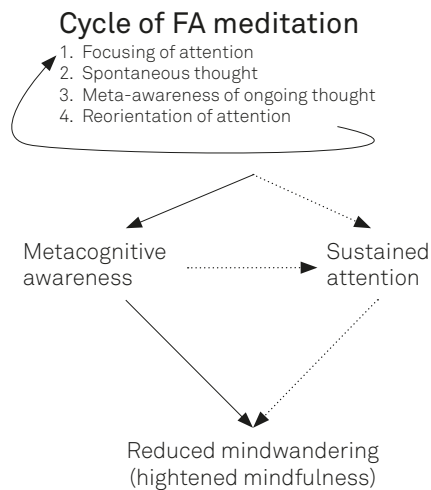 Cycle of FA meditation
1. Focusing of attention
2. Spontaneous thought
3. Meta-awareness of ongoing thought
4. Reorientation of attention
Metacognitive
awareness
Sustained
attention
Reduced mindwandering
(hightened mindfulness)